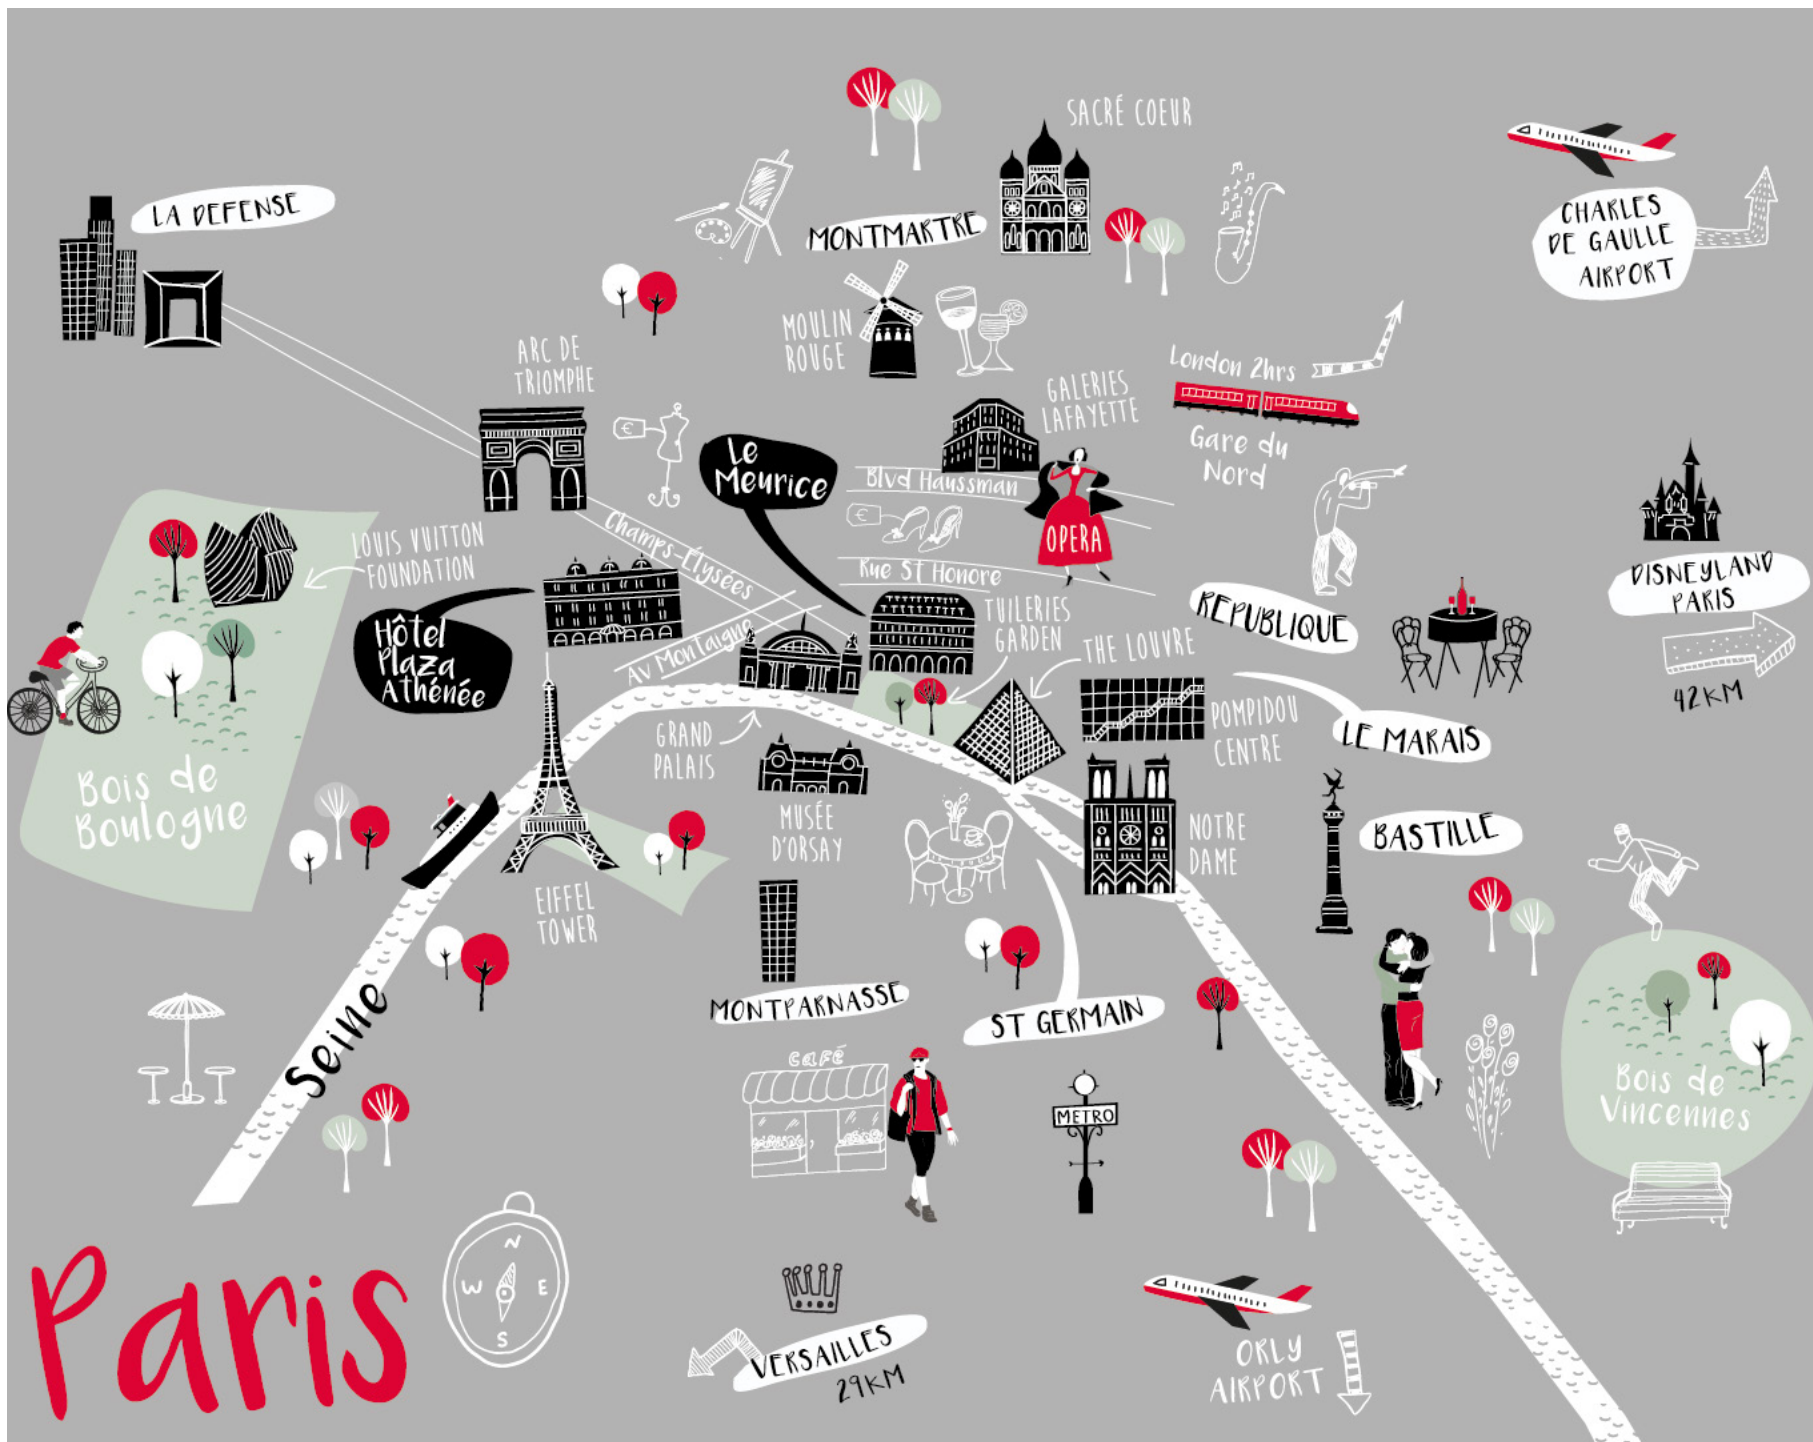 SACRÉ COEUR
CHARLES
DE GAULLE
AIRPORT
LA DEFENSE
MONTMARTRE
MOULIN
ROUGE
ARC DE
TRIOMPHE
London 2hrs
Gare du
Nord
GALERIES
LAFAYETTE
Le
Meurice
Blvd Haussman
€
€
OPERA
Champs-Élysées
Rue St Honore
LOUIS VUITTON
FOUNDATION
DISNEYLAND
PARIS
42KM
REPUBLIQUE
TUILERIES
GARDEN
THE LOUVRE
Hôtel
Plaza
Athénée
Av Montaigne
POMPIDOU
CENTRE
LE MARAIS
GRAND
PALAIS
Bois de
Boulogne
MUSÉE
D'ORSAY
NOTRE
DAME
BASTILLE
EIFFEL
TOWER
MONTPARNASSE
ST GERMAIN
Seine
CAFÉ
METRO
Bois de
Vincennes
Paris
N
W E
S
VERSAILLES
29KM
ORLY
AIRPORT